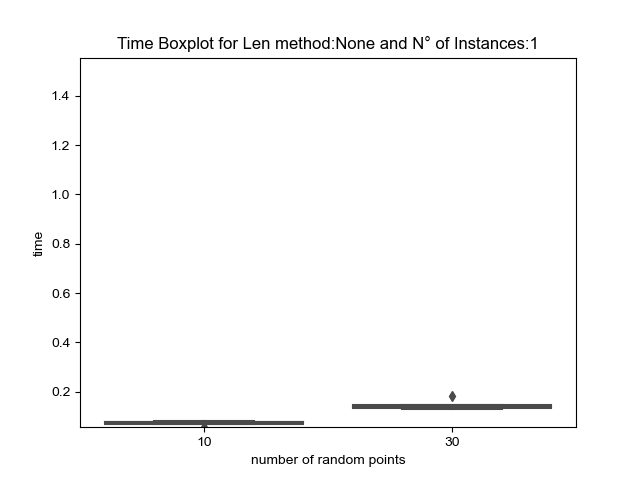 Time Boxplot for Len method:None and N° of Instances:1
1.4
1.2
1.0
0.8
0.6
0.4
0.2
time
10 30
number of random points